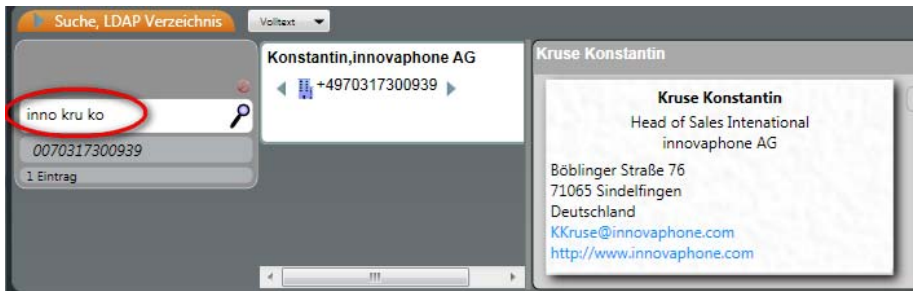 Suche, LDAP Verzeichnis
Volltext
inno kru ko
0070317300939
1 Eintrag
Konstantin,innovaphone AG
+4970317300939
Kruse Konstantin
Kruse Konstantin
Head of Sales Intenational
innovaphone AG
Böblinger Straße 76
71065 Sindelfingen
Deutschland
KKruse@innovaphone.com
http://www.innovaphone.com